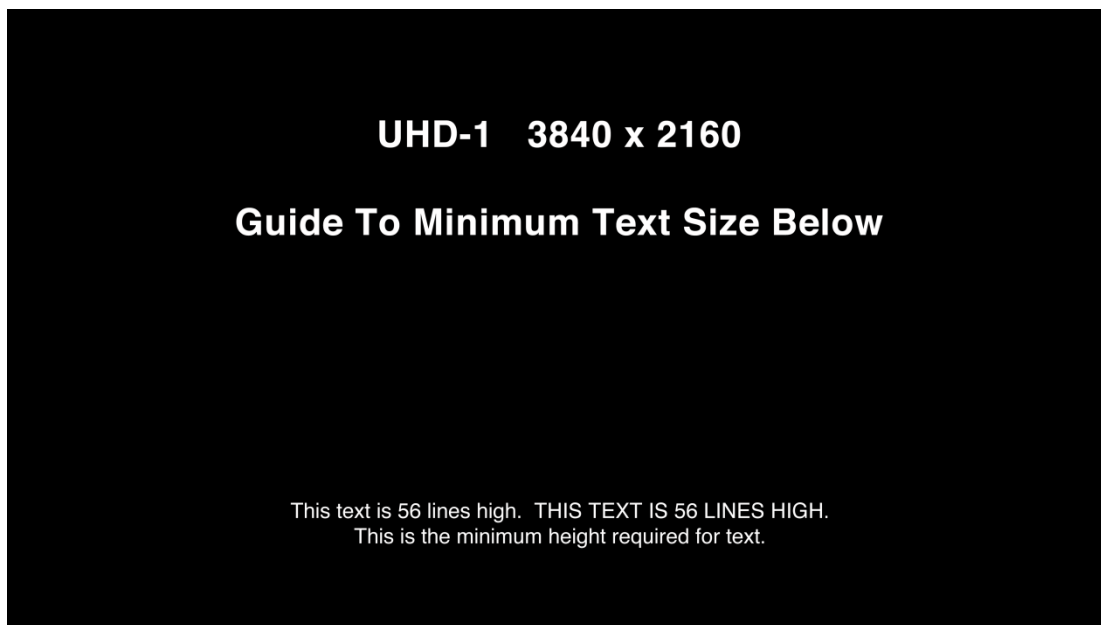 UHD-1   3840 x 2160
Guide To Minimum Text Size Below
This text is 56 lines high.  THIS TEXT IS 56 LINES HIGH.
This is the minimum height required for text.